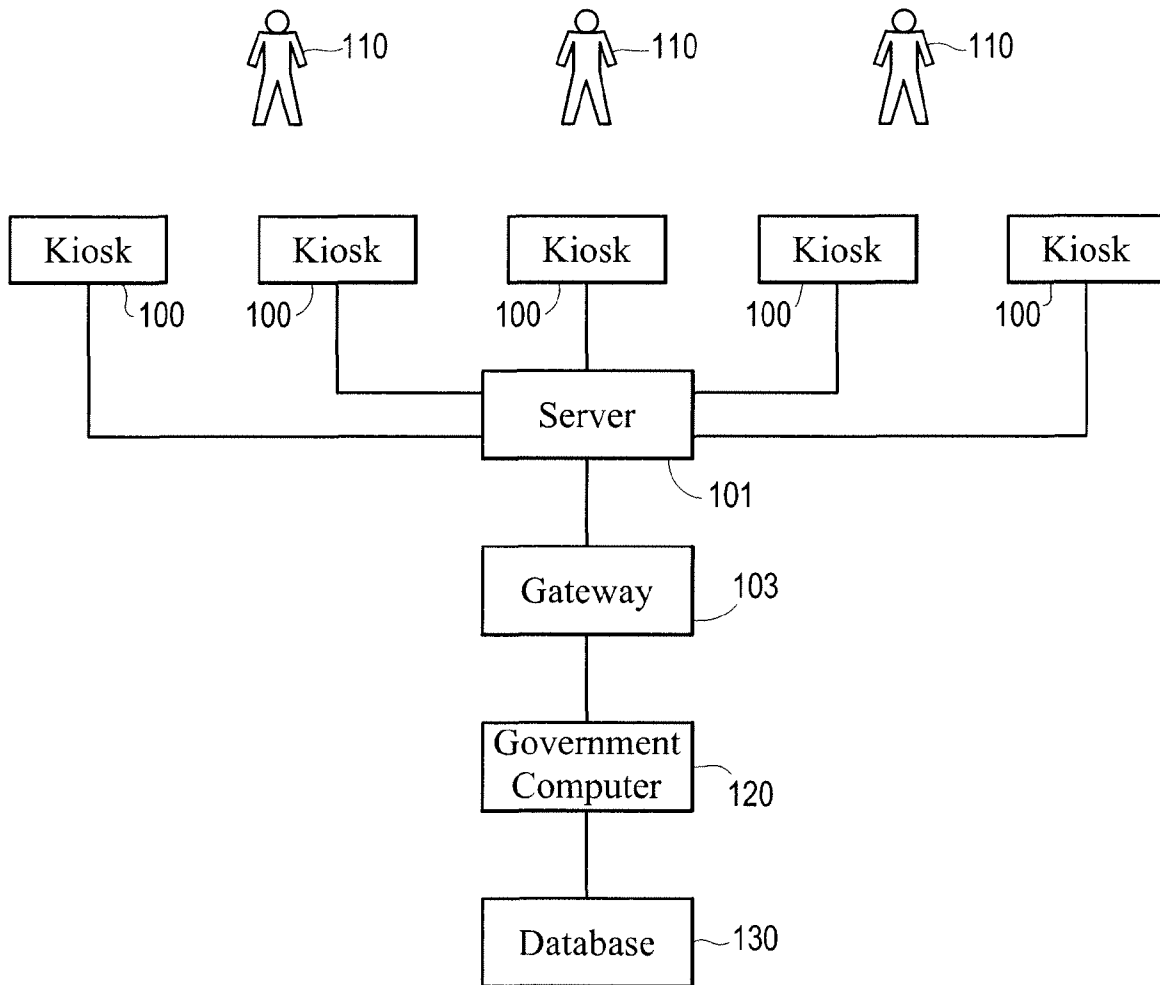 110 110 110
Kiosk Kiosk Kiosk Kiosk Kiosk
100 100 100 100 100
Server
101
Gateway
103
Government
Computer
120
Database
130